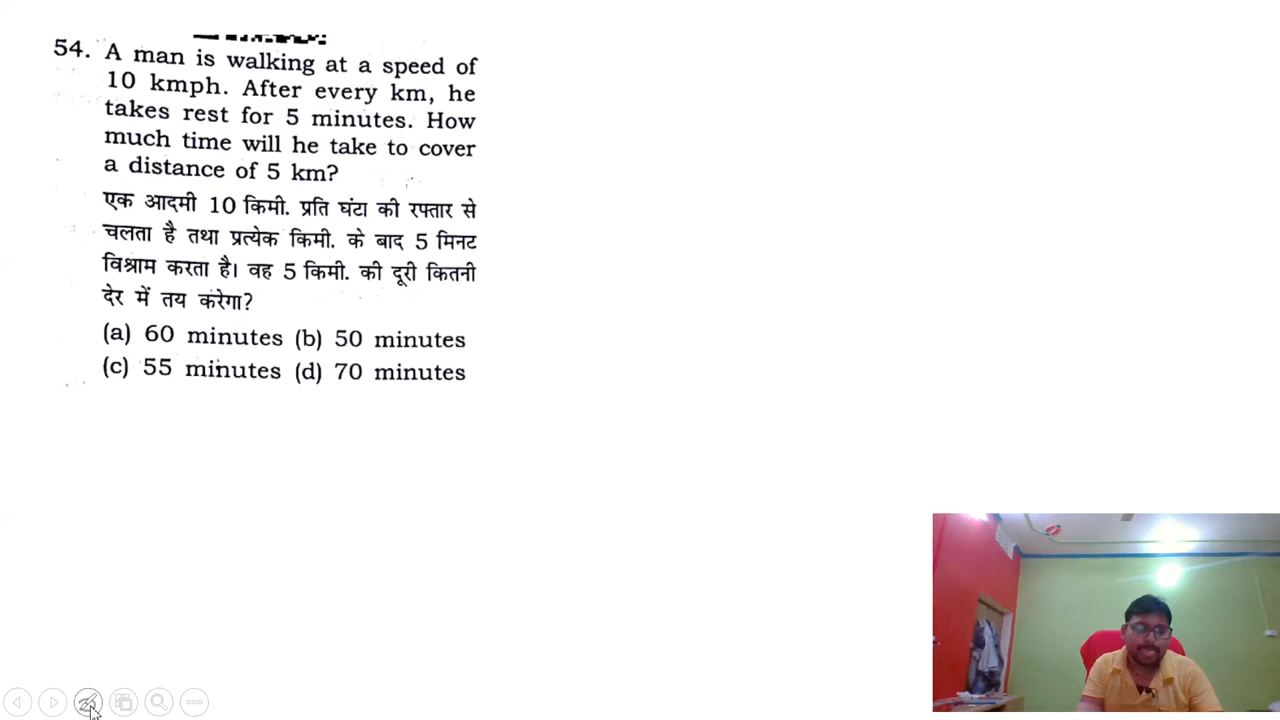 54. A man is walking at a speed of
10 kmph. After every km, he
takes rest for 5 minutes. How
much time will he take to cover
a distance of 5 km?
एक आदमी 10 किमी. प्रति घंटा की रफ्तार से
चलता है तथा प्रत्येक किमी. के बाद 5 मिनट
विश्राम करता है। वह 5 किमी. की दूरी कितनी
देर में तय करेगा?
(a) 60 minutes (b) 50 minutes
(c) 55 minutes (d) 70 minutes